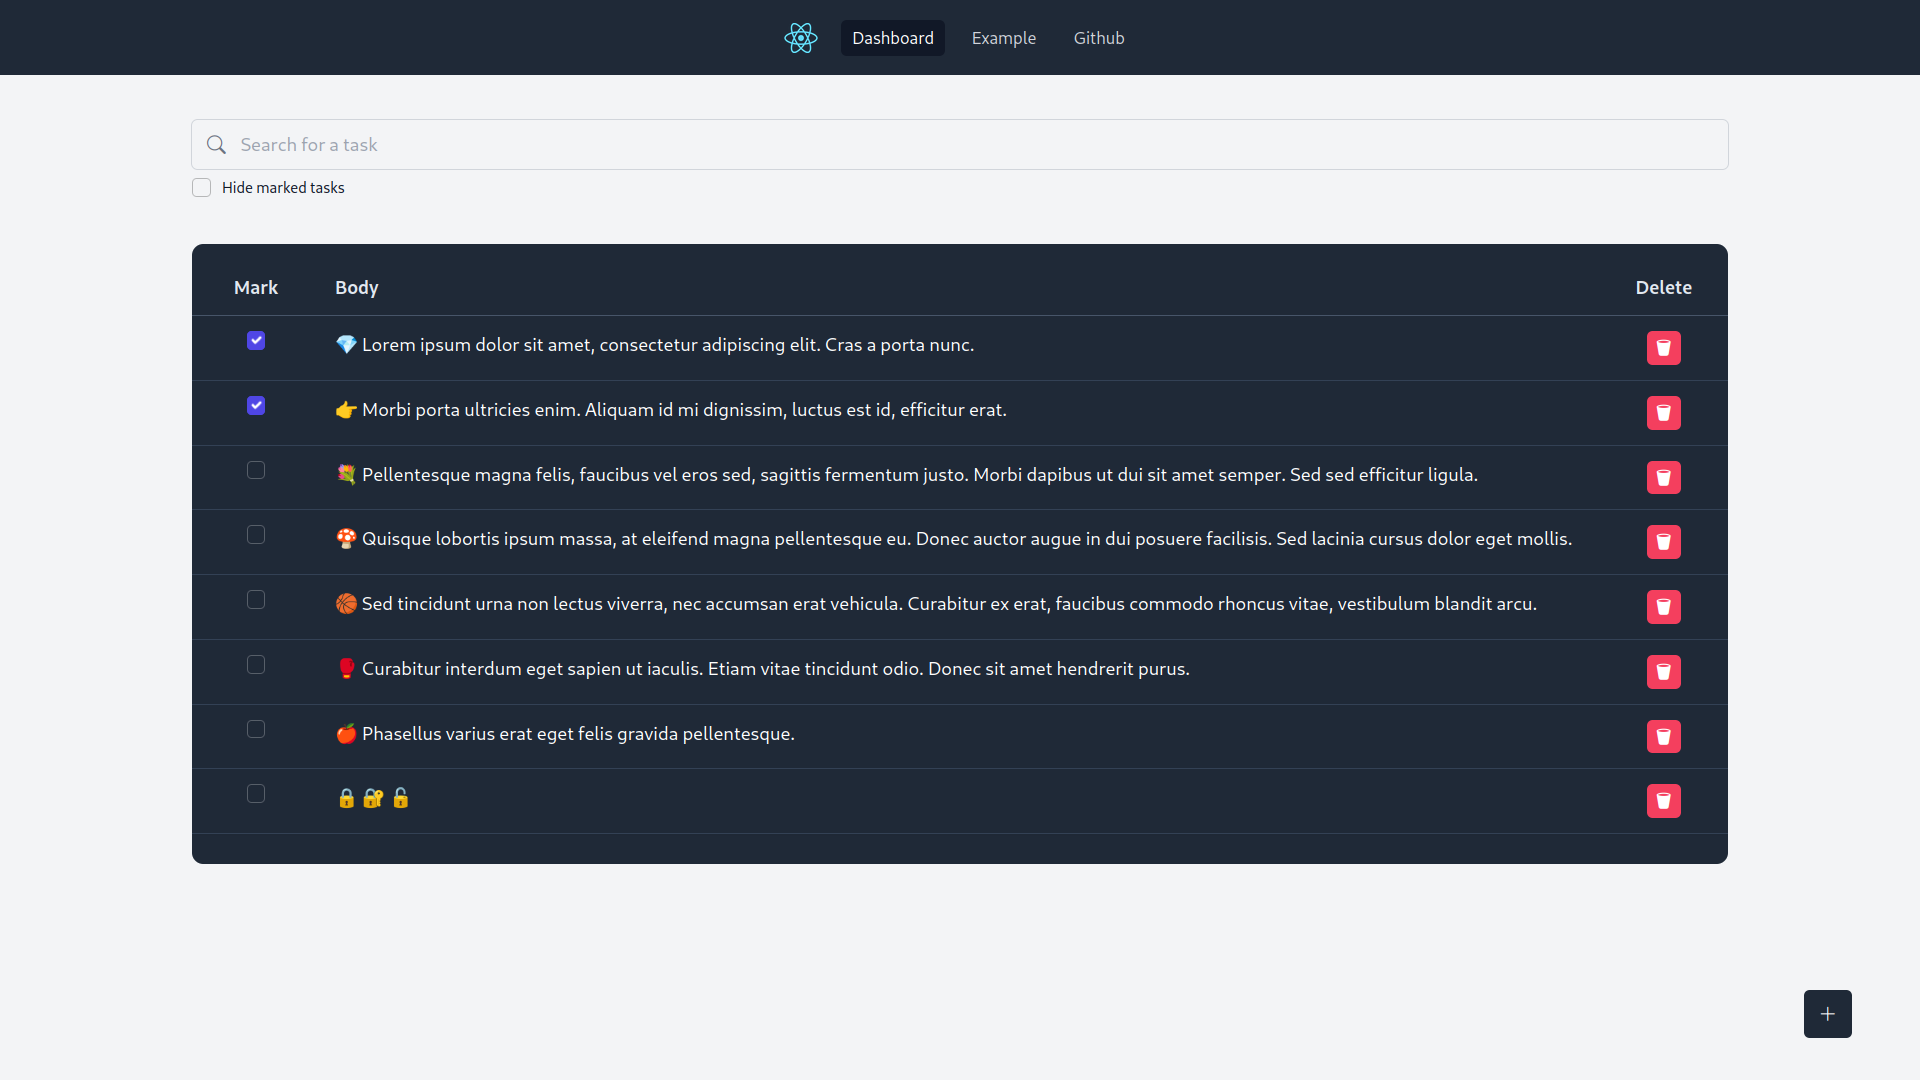 Dashboard Example Github
Search for a task
Hide marked tasks
Mark Body Delete
💎 Lorem ipsum dolor sit amet, consectetur adipiscing elit. Cras a porta nunc.
👉 Morbi porta ultricies enim. Aliquam id mi dignissim, luctus est id, efficitur erat.
💐 Pellentesque magna felis, faucibus vel eros sed, sagittis fermentum justo. Morbi dapibus ut dui sit amet semper. Sed sed efficitur ligula.
🍄 Quisque lobortis ipsum massa, at eleifend magna pellentesque eu. Donec auctor augue in dui posuere facilisis. Sed lacinia cursus dolor eget mollis.
🏀 Sed tincidunt urna non lectus viverra, nec accumsan erat vehicula. Curabitur ex erat, faucibus commodo rhoncus vitae, vestibulum blandit arcu.
🥊 Curabitur interdum eget sapien ut iaculis. Etiam vitae tincidunt odio. Donec sit amet hendrerit purus.
🍎 Phasellus varius erat eget felis gravida pellentesque.
🔒 🔐 🔓
+